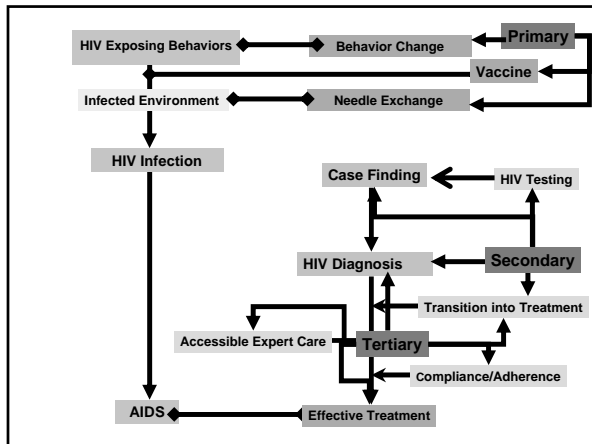 Primary
HIV Exposing Behaviors
Behavior Change
Vaccine
Infected Environment
Needle Exchange
HIV Infection
Case Finding
HIV Testing
HIV Diagnosis
Secondary
Transition into Treatment
Accessible Expert Care
Tertiary
Compliance/Adherence
AIDS
Effective Treatment